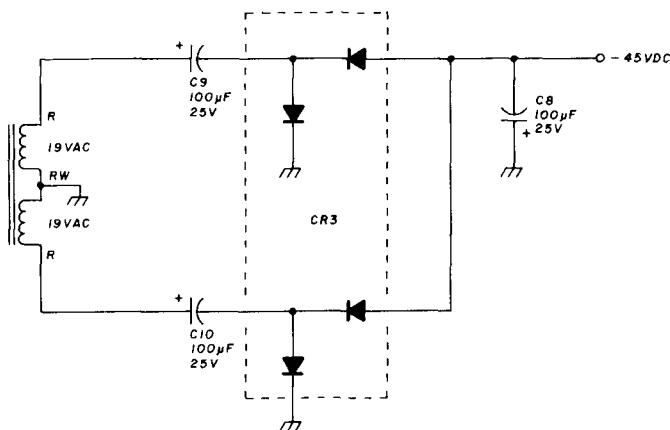 +
C9
100µF
25V
-45VDC
C8
100µF
+ 25V
R
19VAC
RW
19VAC
R
CR3
+
C10
100µF
25V